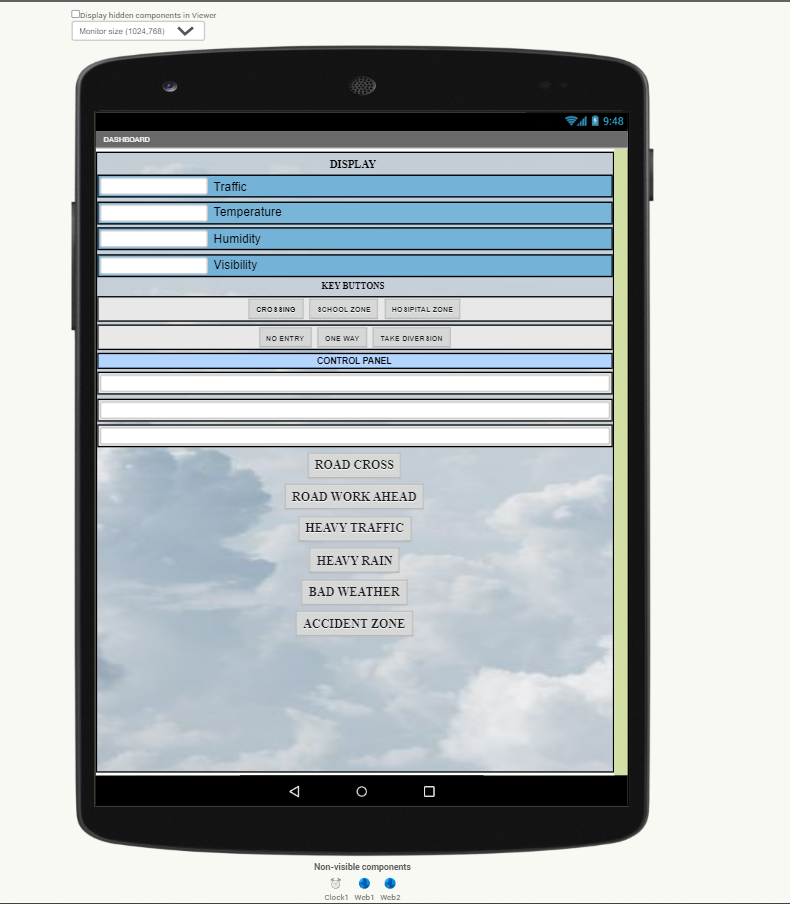 Display hidden components in Viewer
Monitor size (1024,768)
9:48
DASHBOARD
DISPLAY
Traffic
Temperature
Humidity
Visibility
KEY BUTTONS
CROSSING SCHOOL ZONE HOSIPITAL ZONE
NO ENTRY ONE WAY TAKE DIVERSION
CONTROL PANEL
ROAD CROSS
ROAD WORK AHEAD
HEAVY TRAFFIC
HEAVY RAIN
BAD WEATHER
ACCIDENT ZONE
Non-visible components
Clock1 Web1 Web2